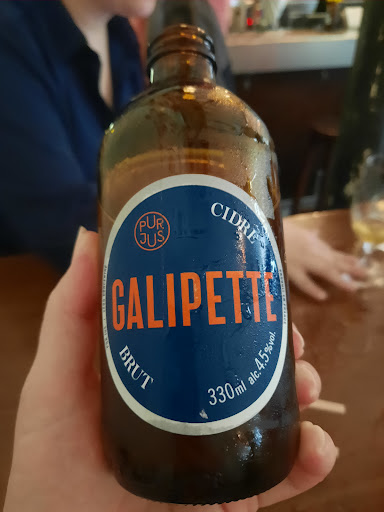 PUR
JUS
CIDRE
GALIPETTE
BRUT
330ml alc. 4,5%vol.